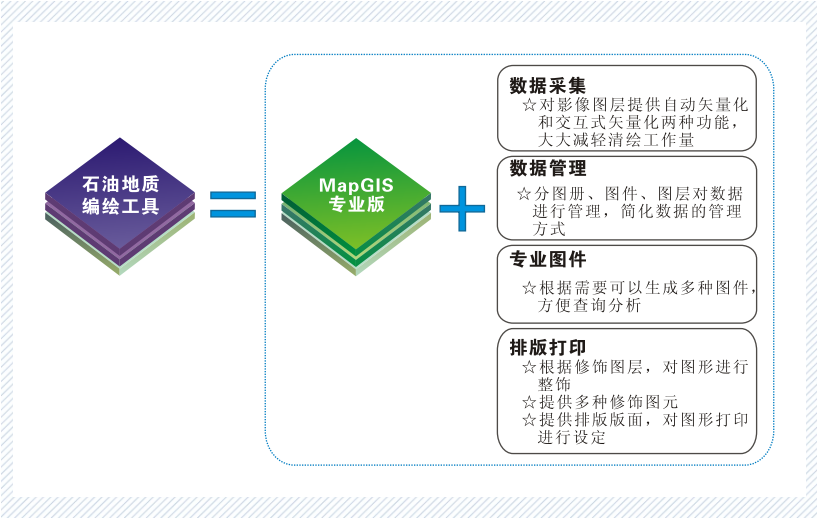 石油地质
编绘工具
MapGIS
专业版
数据采集
☆对影像图层提供自动矢量化
和交互式矢量化两种功能，
大大减轻清绘工作量
数据管理
☆分图册、图件、图层对数据
进行管理，简化数据的管理
方式
专业图件
☆根据需要可以生成多种图件，
方便查询分析
排版打印
☆根据修饰图层，对图形进行
整饰
☆提供多种修饰图元
☆提供排版版面，对图形打印
进行设定